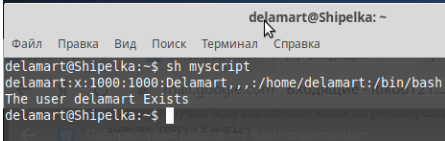 delamart@Shipelka: ~
Файл Правка Вид Поиск Терминал Справка
delamart@Shipelka:~$ sh myscript
delamart:x:1000:1000:Delamart,,,:/home/delamart:/bin/bash
The user delamart Exists
delamart@Shipelka:~$